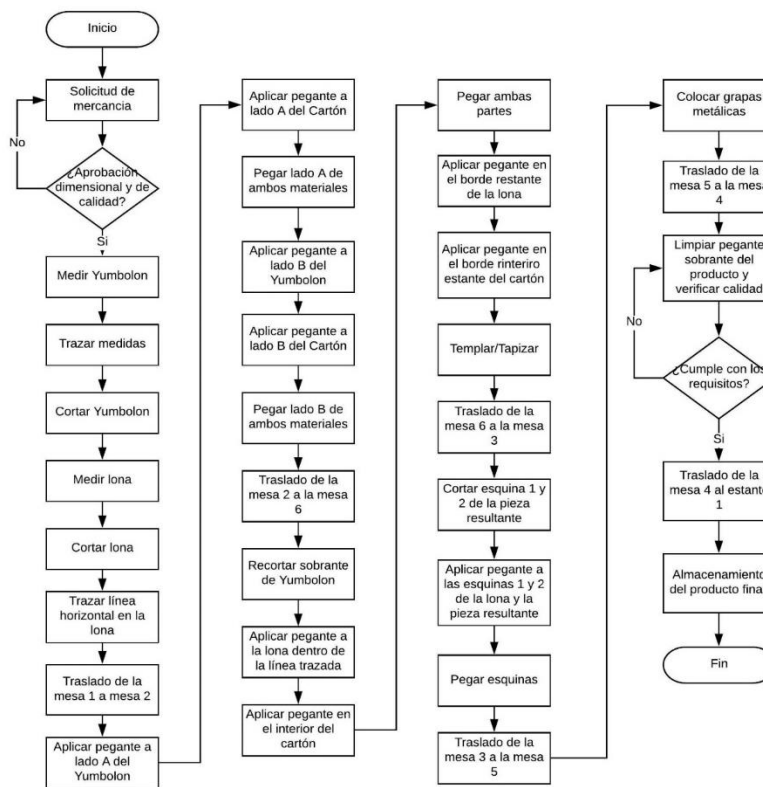 Inicio
Solicitud de
mercancia
No
¿Aprobación
dimensional y de
calidad?
Si
Medir Yumbolon
Trazar medidas
Cortar Yumbolon
Medir lona
Cortar lona
Trazar línea
horizontal en la
lona
Traslado de la
mesa 1 a mesa 2
Aplicar pegante a
lado A del
Yumbolon
Aplicar pegante a
lado A del Cartón
Pegar lado A de
ambos materiales
Aplicar pegante a
lado B del
Yumbolon
Aplicar pegante a
lado B del Cartón
Pegar lado B de
ambos materiales
Traslado de la
mesa 2 a la mesa
6
Recortar sobrante
de Yumbolon
Aplicar pegante a
la lona dentro de
la línea trazada
Aplicar pegante en
el interior del
cartón
Pegar ambas
partes
Aplicar pegante en
el borde restante
de la lona
Aplicar pegante en
el borde rinteriro
estante del cartón
Templar/Tapizar
Traslado de la
mesa 6 a la mesa
3
Cortar esquina 1 y
2 de la pieza
resultante
Aplicar pegante a
las esquinas 1 y 2
de la lona y la
pieza resultante
Pegar esquinas
Traslado de la
mesa 3 a la mesa
5
Colocar grapas
metálicas
Traslado de la
mesa 5 a la mesa
4
Limpiar pegante
sobrante del
producto y
verificar calidad
No
¿Cumple con los
requisitos?
Si
Traslado de la
mesa 4 al estante
1
Almacenamiento
del producto final
Fin